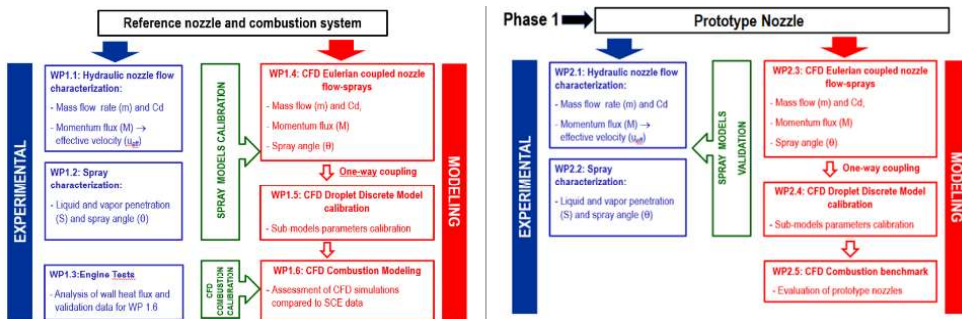 Reference nozzle and combustion system
EXPERIMENTAL
WP1.1: Hydraulic nozzle flow
characterization:
- Mass flow rate (m) and Cd
- Momentum flux (M) →
effective velocity (ueff)
WP1.2: Spray
characterization:
- Liquid and vapor penetration
(S) and spray angle (θ)
WP1.3:Engine Tests
- Analysis of wall heat flux and
validation data for WP 1.6
SPRAY MODELS CALIBRATION
CFD
COMBUSTION
CALIBRATION
WP1.4: CFD Eulerian coupled nozzle
flow-sprays
- Mass flow (m) and Cd,
- Momentum flux (M)
- Spray angle (θ)
One-way coupling
WP1.5: CFD Droplet Discrete Model
calibration
- Sub-models parameters calibration
WP1.6: CFD Combustion Modeling
- Assessment of CFD simulations
compared to SCE data
MODELING
Phase 1
Prototype Nozzle
EXPERIMENTAL
WP2.1: Hydraulic nozzle flow
characterization:
- Mass flow rate (m) and Cd
- Momentum flux (M) →
effective velocity (ueff)
WP2.2: Spray
characterization:
- Liquid and vapor penetration
(S) and spray angle (θ)
SPRAY MODELS
VALIDATION
WP2.3: CFD Eulerian coupled nozzle
flow-sprays
- Mass flow (m) and Cd,
- Momentum flux (M)
- Spray angle (θ)
One-way coupling
WP2.4: CFD Droplet Discrete Model
calibration
- Sub-models parameters calibration
WP2.5: CFD Combustion benchmark
- Evaluation of prototype nozzles
MODELING